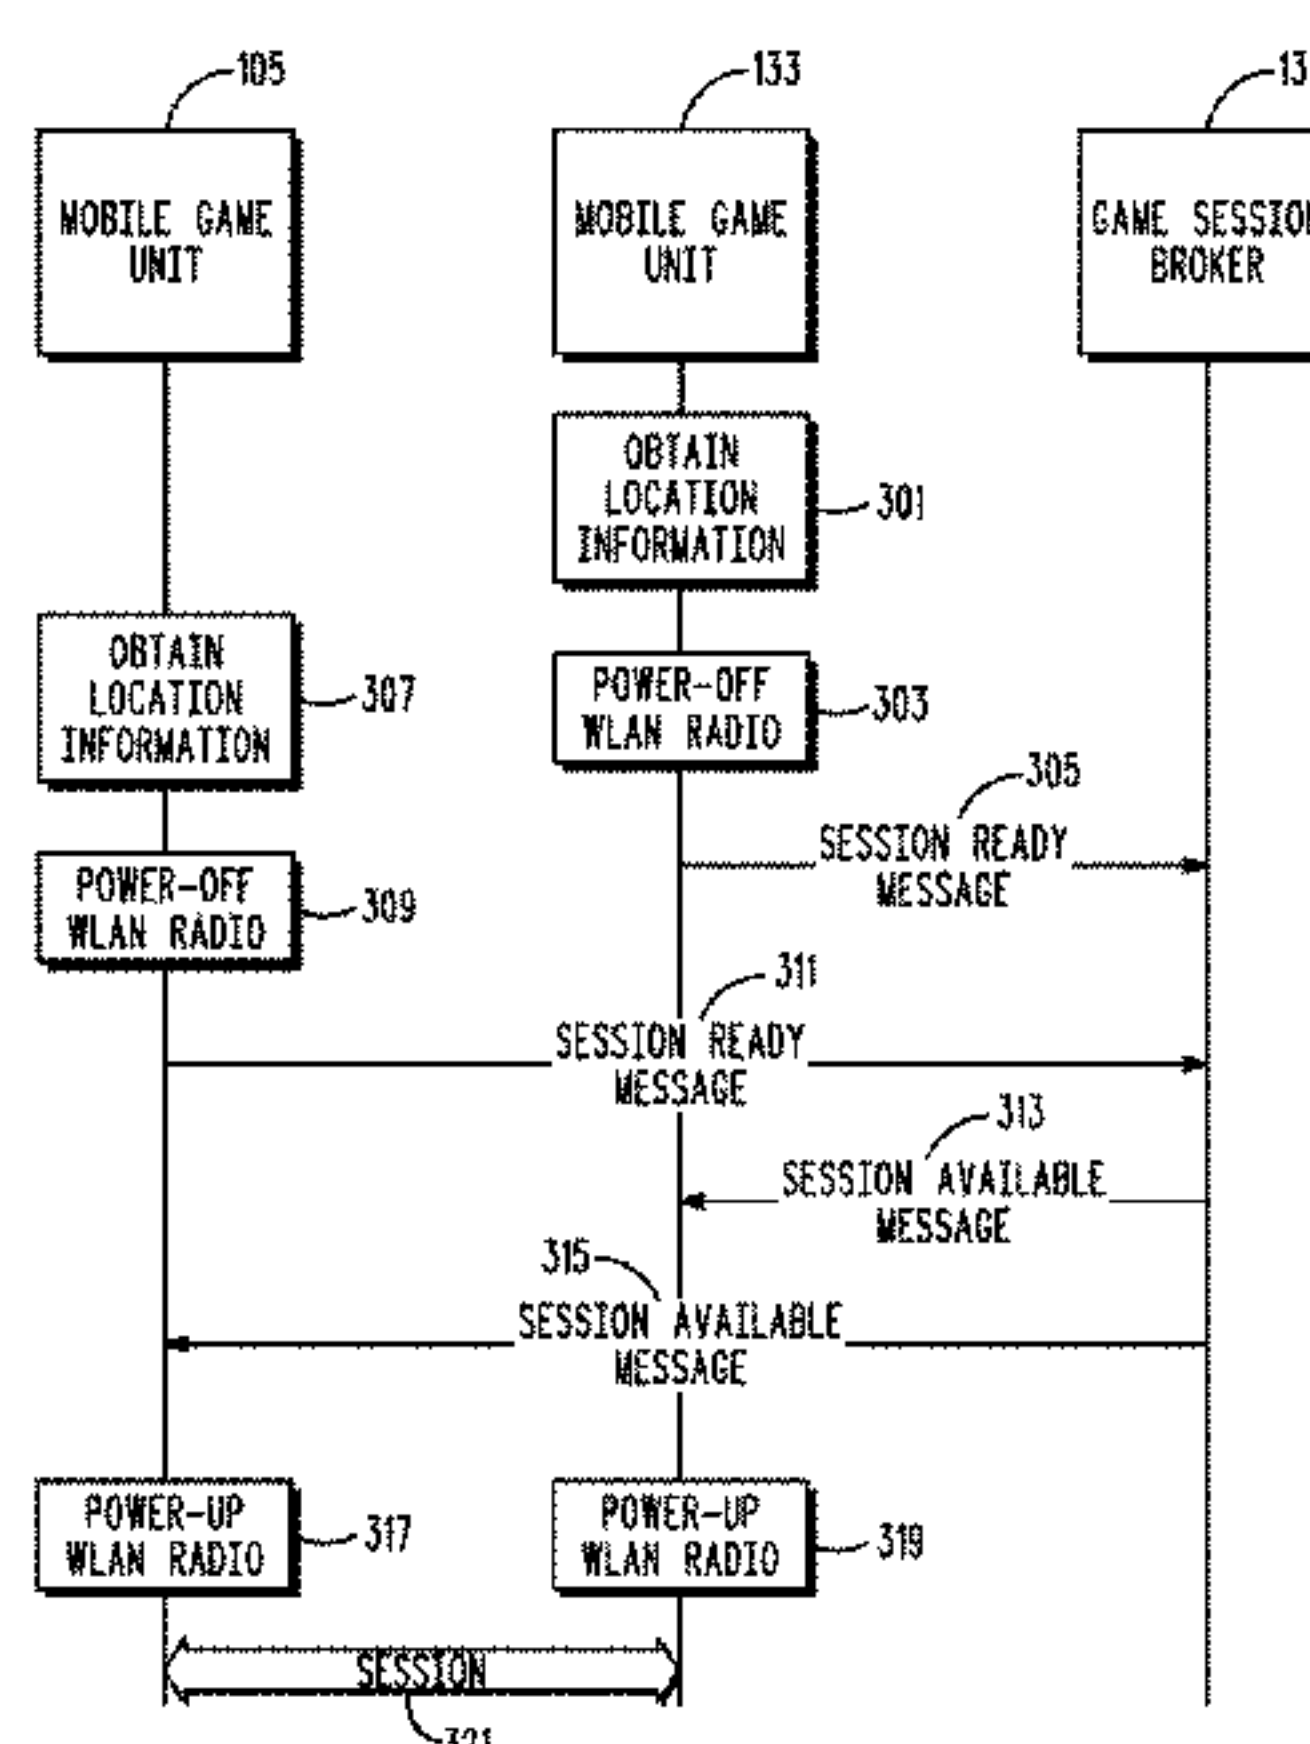 105
133
13
MOBILE GAME
UNIT
MOBILE GAME
UNIT
GAME SESSION
BROKER
OBTAIN
LOCATION
INFORMATION
301
OBTAIN
LOCATION
INFORMATION
307
POWER-OFF
WLAN RADIO
303
305
SESSION READY
MESSAGE
POWER-OFF
WLAN RADIO
309
311
SESSION READY
MESSAGE
313
SESSION AVAILABLE
MESSAGE
315
SESSION AVAILABLE
MESSAGE
POWER-UP
WLAN RADIO
317
POWER-UP
WLAN RADIO
319
SESSION
321